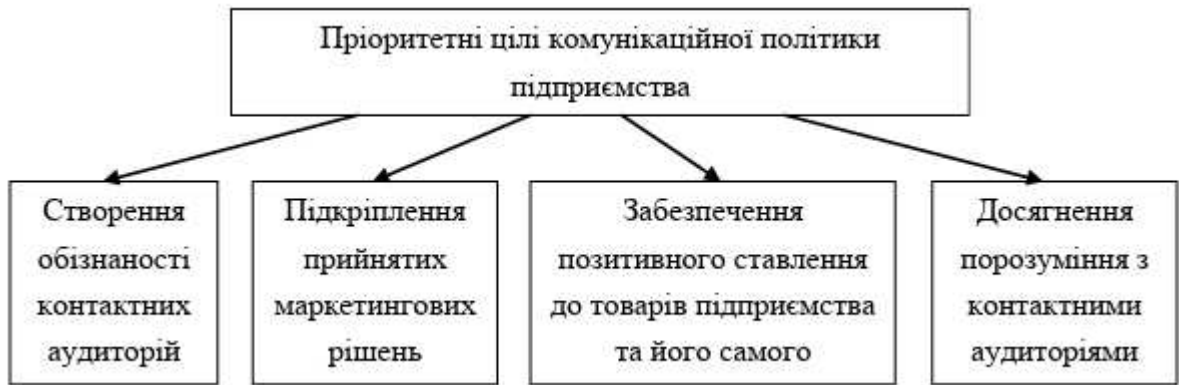 Пріоритетні цілі комунікаційної політики
підприємства
Створення
обізнаності
контактних
аудиторій
Підкріплення
прийнятих
маркетингових
рішень
Забезпечення
позитивного ставлення
до товарів підприємства
та його самого
Досягнення
порозуміння з
контактними
аудиторіями